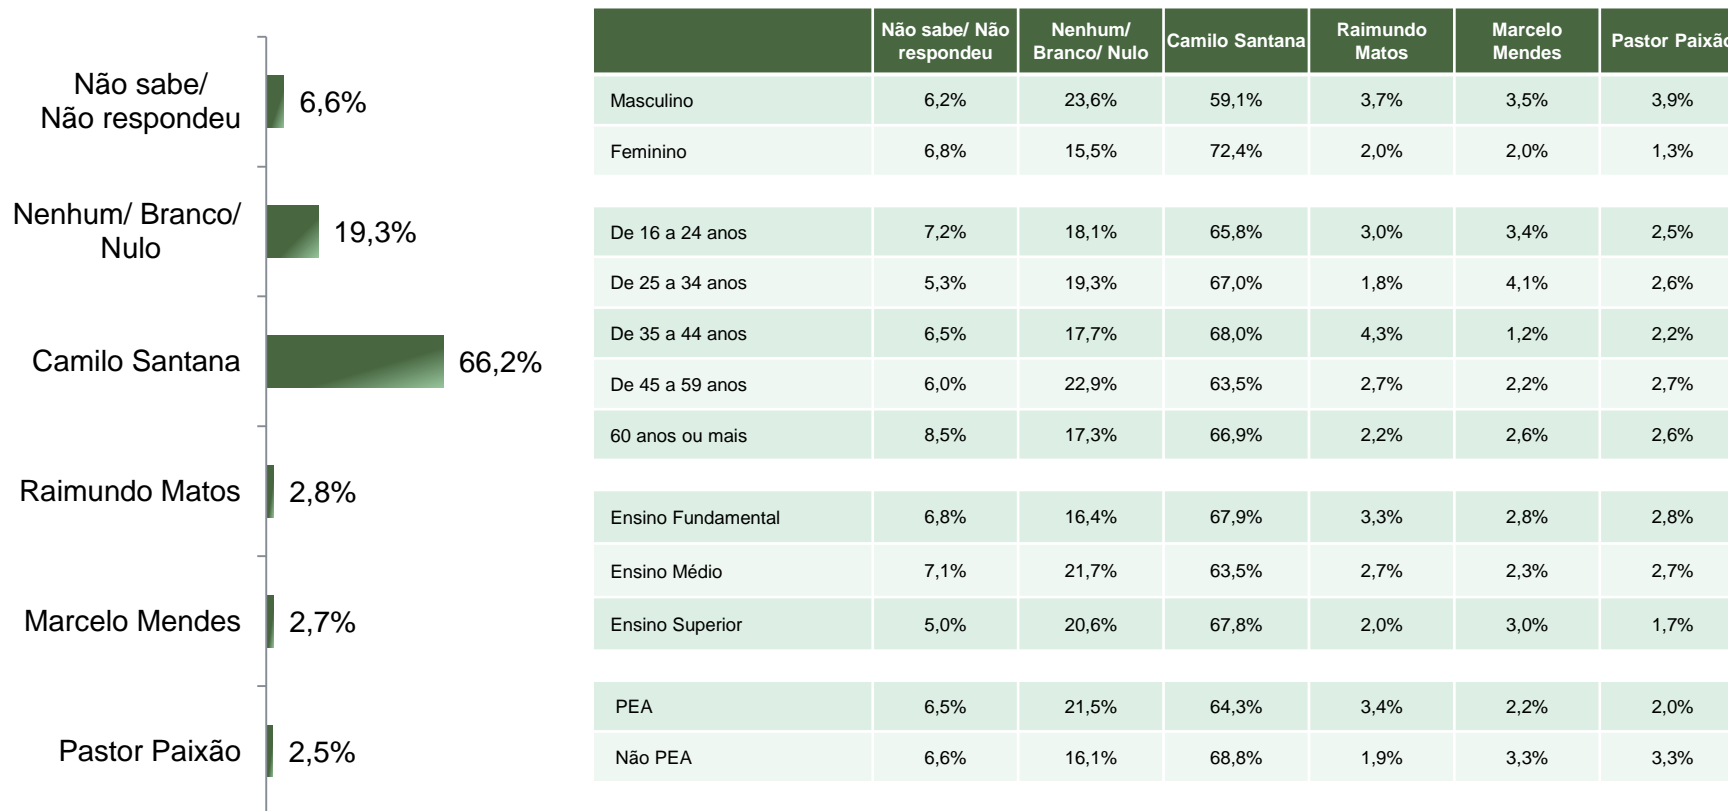 Não sabe/
Não respondeu
6,6%
Nenhum/ Branco/
Nulo
19,3%
Camilo Santana
66,2%
Raimundo Matos
2,8%
Marcelo Mendes
2,7%
Pastor Paixão
2,5%
Não sabe/ Não respondeu Nenhum/ Branco/ Nulo Camilo Santana Raimundo Matos Marcelo Mendes Pastor Paixão
Masculino 6,2% 23,6% 59,1% 3,7% 3,5% 3,9%
Feminino 6,8% 15,5% 72,4% 2,0% 2,0% 1,3%
De 16 a 24 anos 7,2% 18,1% 65,8% 3,0% 3,4% 2,5%
De 25 a 34 anos 5,3% 19,3% 67,0% 1,8% 4,1% 2,6%
De 35 a 44 anos 6,5% 17,7% 68,0% 4,3% 1,2% 2,2%
De 45 a 59 anos 6,0% 22,9% 63,5% 2,7% 2,2% 2,7%
60 anos ou mais 8,5% 17,3% 66,9% 2,2% 2,6% 2,6%
Ensino Fundamental 6,8% 16,4% 67,9% 3,3% 2,8% 2,8%
Ensino Médio 7,1% 21,7% 63,5% 2,7% 2,3% 2,7%
Ensino Superior 5,0% 20,6% 67,8% 2,0% 3,0% 1,7%
PEA 6,5% 21,5% 64,3% 3,4% 2,2% 2,0%
Não PEA 6,6% 16,1% 68,8% 1,9% 3,3% 3,3%